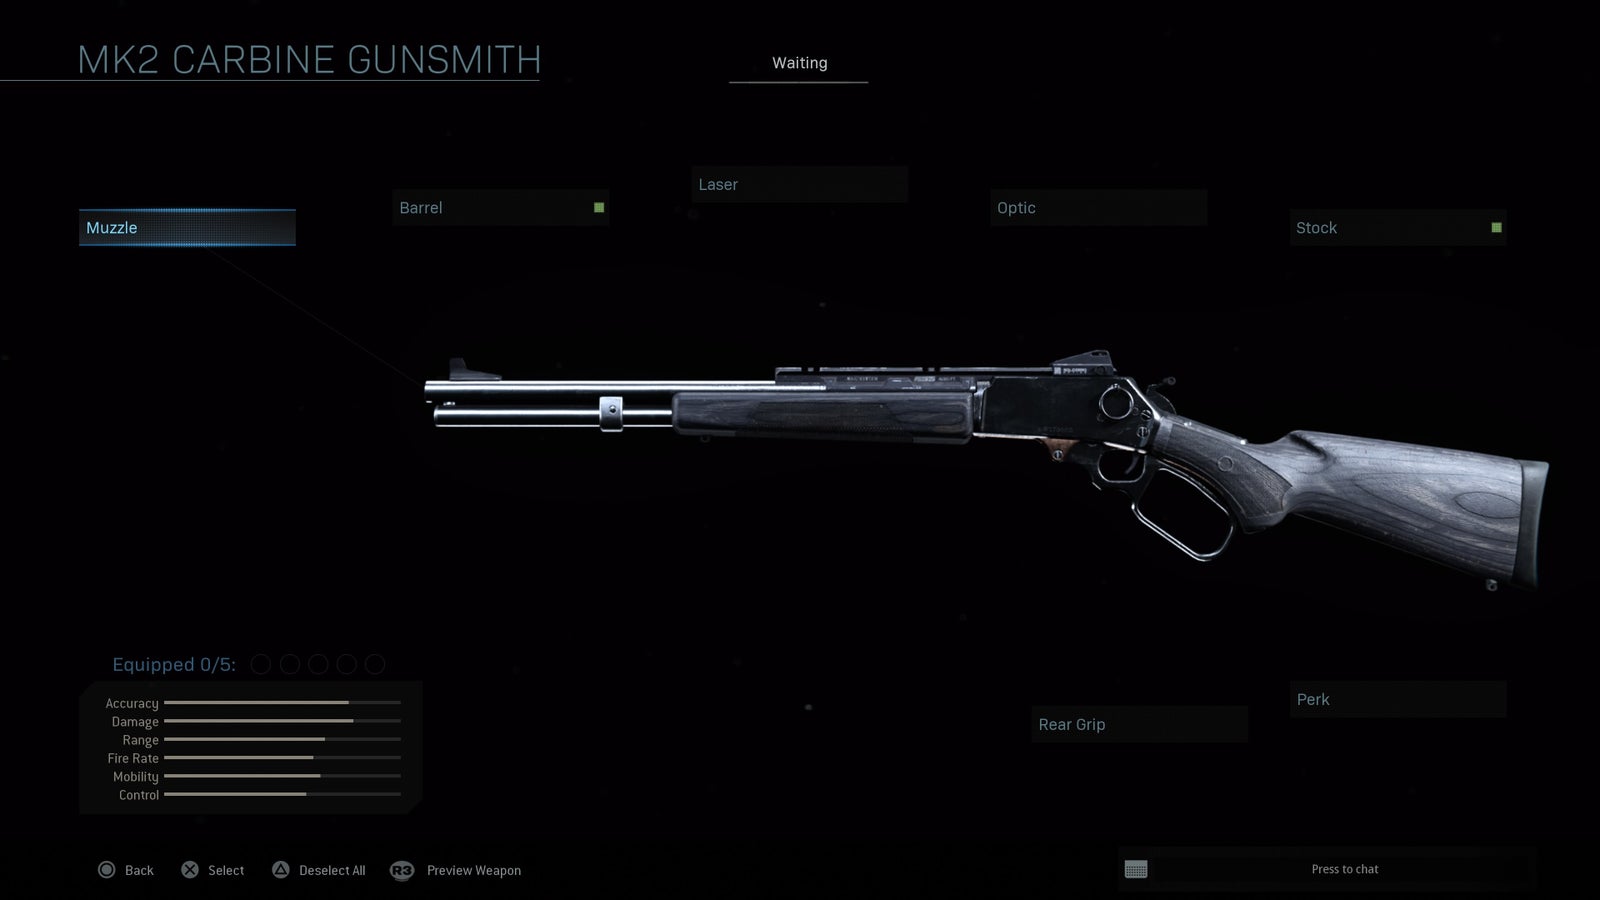 MK2 CARBINE GUNSMITH
Waiting
Laser
Barrel
Optic
Muzzle
Stock
Equipped 0/5:
Accuracy
Damage
Range
Fire Rate
Mobility
Control
Perk
Rear Grip
Back
Select
Deselect All
R3 Preview Weapon
Press to chat